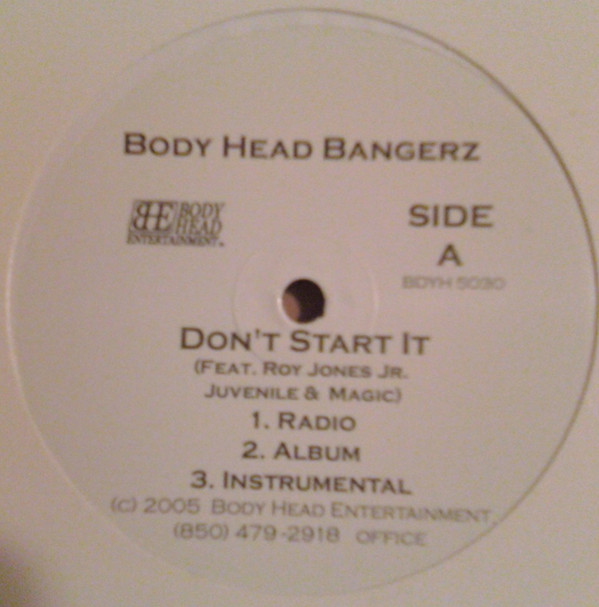 BODY HEAD BANGERZ
BHE BODY
HEAD
ENTERTAINMENT
SIDE
A
BDYH 5030
DON'T START IT
(FEAT. ROY JONES JR.
JUVENILE & MAGIC)
1. RADIO
2. ALBUM
3. INSTRUMENTAL
(C) 2005 BODY HEAD ENTERTAINMENT.
(850) 479-2918 OFFICE